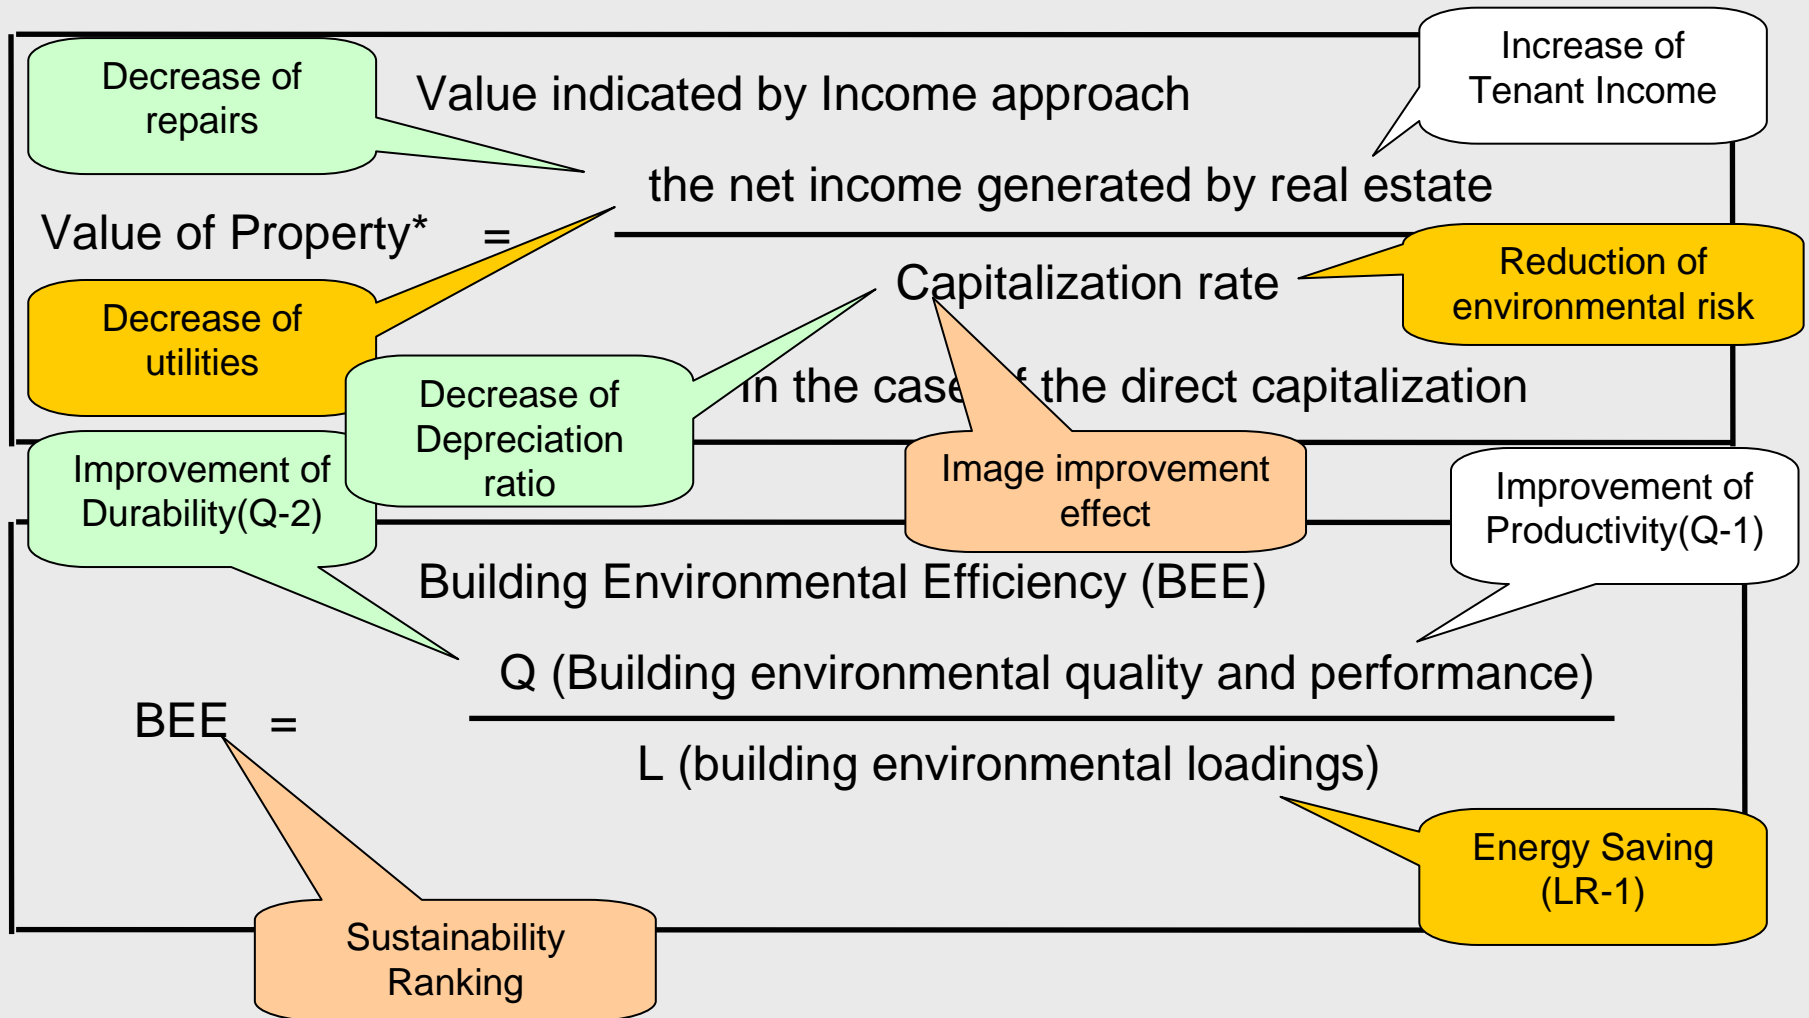 Decrease of
repairs
Value indicated by Income approach
Increase of
Tenant Income
the net income generated by real estate
Value of Property* =
Capitalization rate
Reduction of
environmental risk
Decrease of
utilities
In the case of the direct capitalization
Decrease of
Depreciation
ratio
Improvement of
Durability(Q-2)
Image improvement
effect
Improvement of
Productivity(Q-1)
Building Environmental Efficiency (BEE)
Q (Building environmental quality and performance)
BEE =
L (building environmental loadings)
Energy Saving
(LR-1)
Sustainability
Ranking